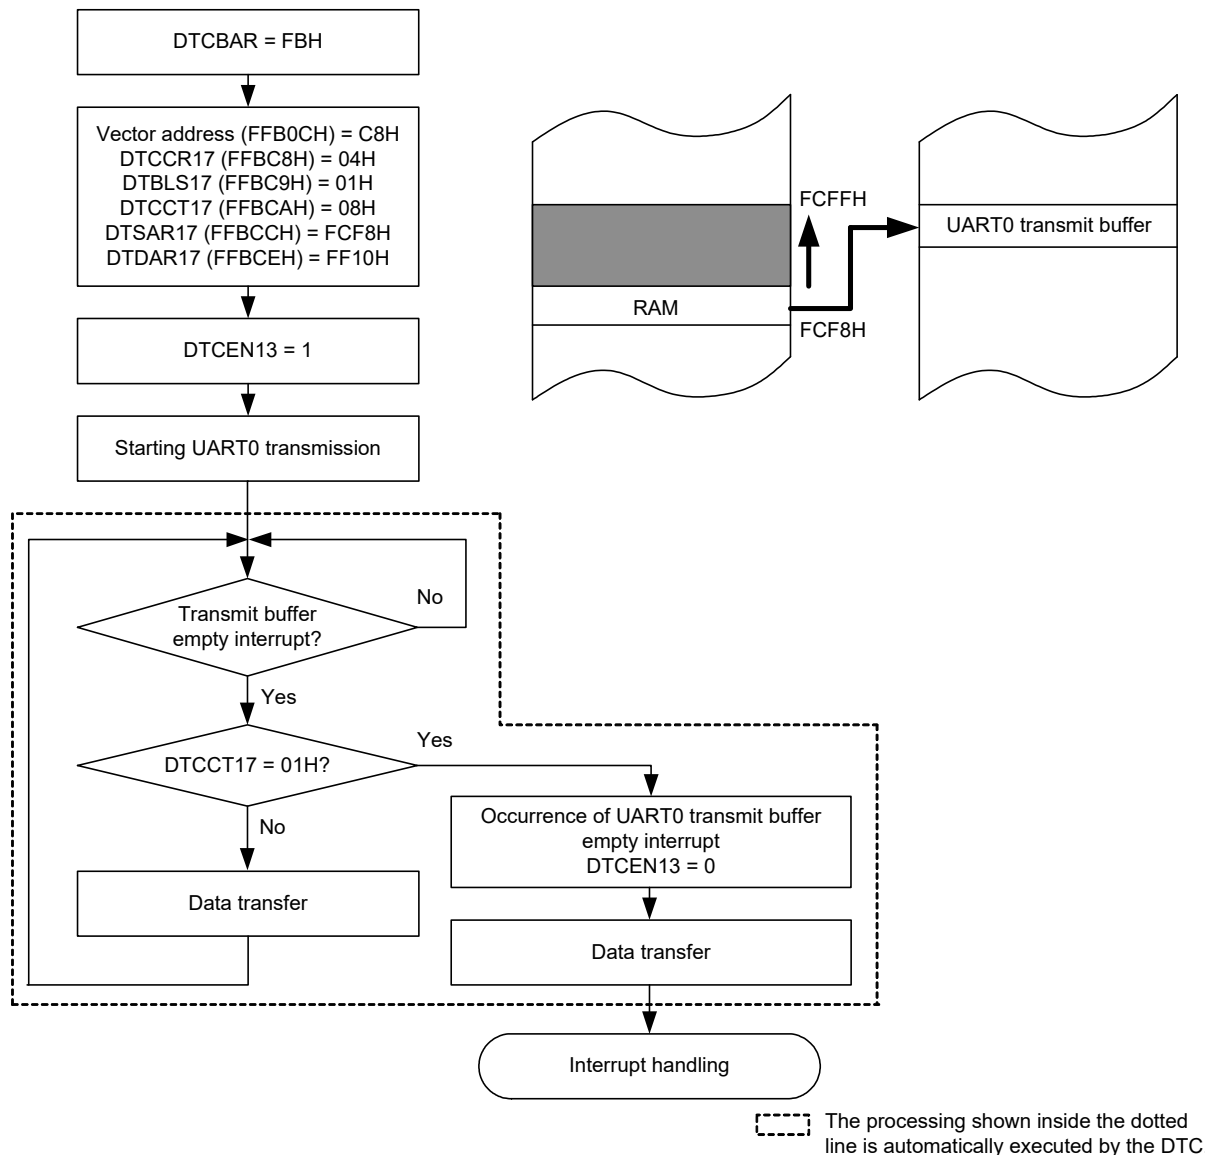 DTCBAR = FBH
Vector address (FFB0CH) = C8H
DTCCR17 (FFBC8H) = 04H
DTBLS17 (FFBC9H) = 01H
DTCCT17 (FFBCAH) = 08H
DTSAR17 (FFBCCH) = FCF8H
DTDAR17 (FFBCEH) = FF10H
DTCEN13 = 1
Starting UART0 transmission
FCFFH
UART0 transmit buffer
RAM
FCF8H
Transmit buffer
empty interrupt?
No
Yes
DTCCT17 = 01H?
Yes
No
Data transfer
Occurrence of UART0 transmit buffer
empty interrupt
DTCEN13 = 0
Data transfer
Interrupt handling
The processing shown inside the dotted
line is automatically executed by the DTC